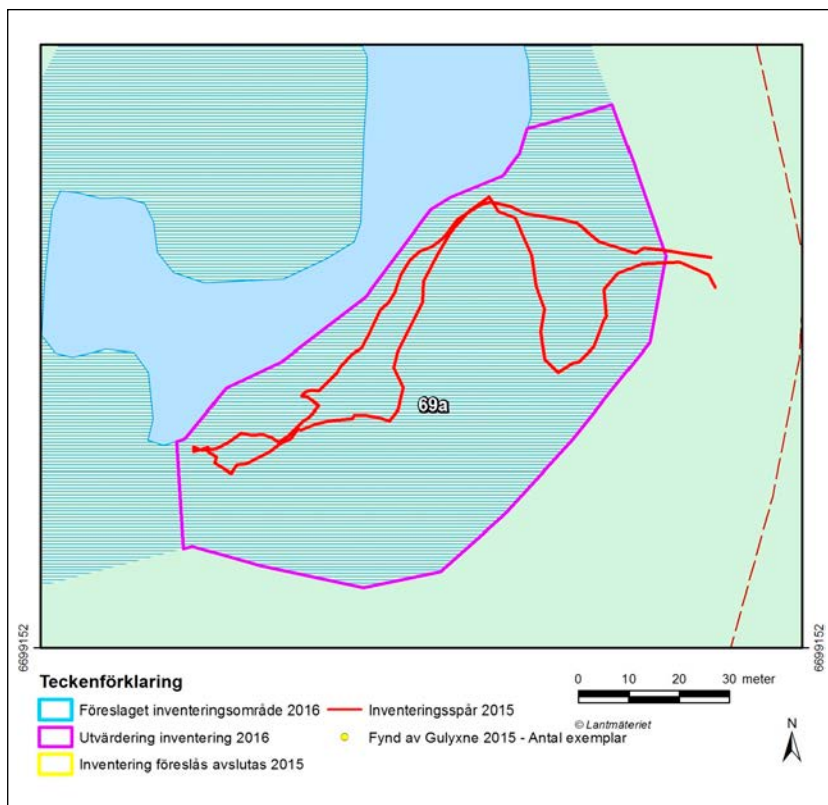 69a
6699152
6699152
Teckenförklaring
Föreslaget inventeringsområde 2016
Utvärdering inventering 2016
Inventering föreslås avslutas 2015
Inventeringsspår 2015
Fynd av Gulyxne 2015 - Antal exemplar
0 10 20 30 meter
© Lantmäteriet
N